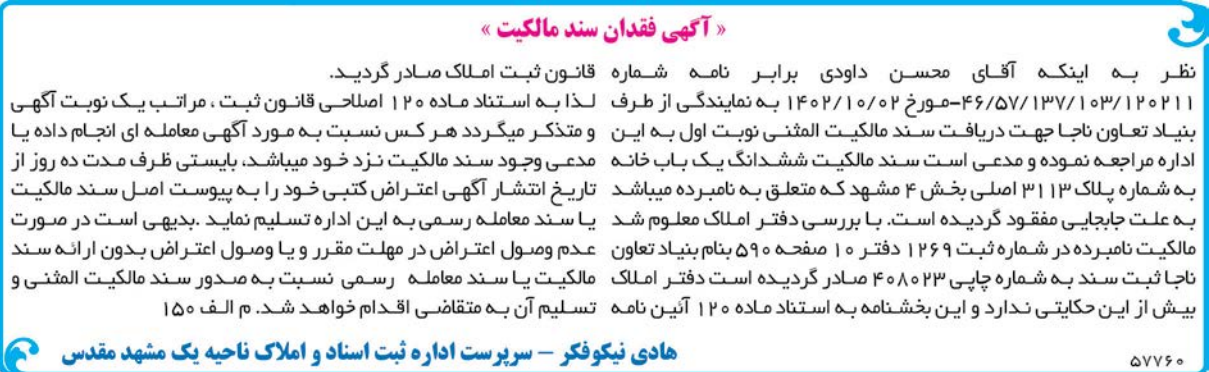 « آگهی فقدان سند مالکیت »
نظر به اینکه آقای محسن داودی برابر نامه شماره
۴۶/۵۷/۱۳۷/۱۰۳/۱۲۰۲۱۱-مورخ ۱۴۰۲/۱۰/۰۲ به نمایندگی از طرف
بنیاد تعاون ناجا جهت دریافت سند مالکیت المثنی نوبت اول به این
اداره مراجعه نموده و مدعی است سند مالکیت ششدانگ یک باب خانه
به شماره پلاک ۳۱۱۳ اصلی بخش ۴ مشهد که متعلق به نامبرده میباشد
به علت جابجایی مفقود گردیده است. با بررسی دفتر املاک معلوم شد
مالکیت نامبرده در شماره ثبت ۱۲۶۹ دفتر ۱۰ صفحه ۵۹۰ بنام بنیاد تعاون
ناجا ثبت سند به شماره چاپی ۴۰۸۰۲۳ صادر گردیده است دفتر املاک
بیش از این حکایتی ندارد و این بخشنامه به استناد ماده ۱۲۰ آئین نامه
قانون ثبت املاک صادر گردید.
لذا به استناد ماده ۱۲۰ اصلاحی قانون ثبت ، مراتب یک نوبت آگهی
و متذکر میگردد هر کس نسبت به مورد آگهی معامله ای انجام داده یا
مدعی وجود سند مالکیت نزد خود میباشد، بایستی ظرف مدت ده روز از
تاریخ انتشار آگهی اعتراض کتبی خود را به پیوست اصل سند مالکیت
یا سند معامله رسمی به این اداره تسلیم نماید .بدیهی است در صورت
عدم وصول اعتراض در مهلت مقرر و یا وصول اعتراض بدون ارائه سند
مالکیت یا سند معامله رسمی نسبت به صدور سند مالکیت المثنی و
تسلیم آن به متقاضی اقدام خواهد شد. م الف ۱۵۰
هادی نیکوفکر – سرپرست اداره ثبت اسناد و املاک ناحیه یک مشهد مقدس
۵۷۷۶۰